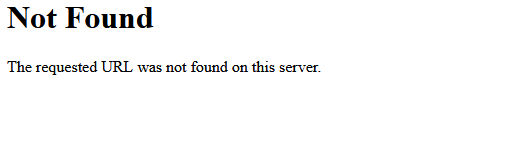 Not Found
The requested URL was not found on this server.